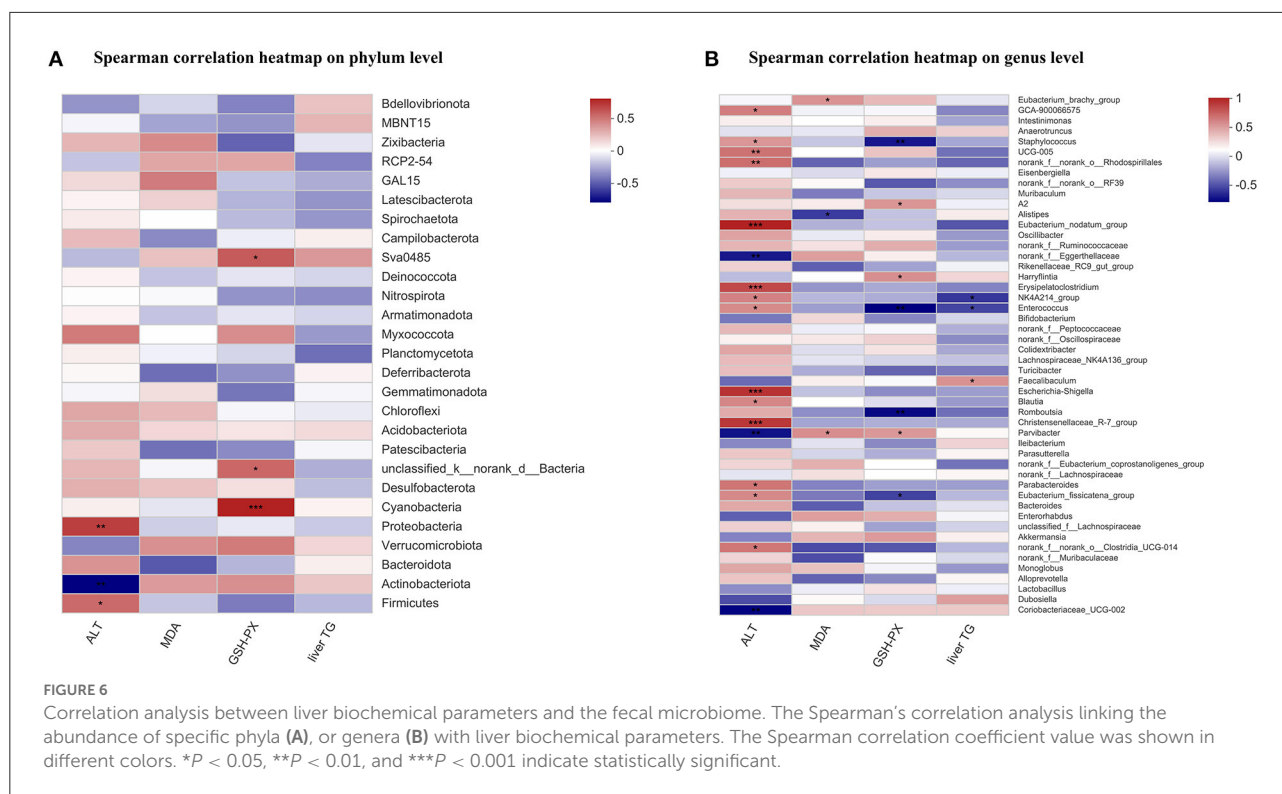 A Spearman correlation heatmap on phylum level
Bdellovibrionota
MBNT15
Zixibacteria
RCP2-54
GAL15
Latescibacterota
Spirochaetota
Campilobacterota
* Sva0485
Deinococcota
Nitrospirota
Armatimonadota
Myxococcota
Planctomycetota
Deferribacterota
Gemmatimonadota
Chloroflexi
Acidobacteriota
Patescibacteria
* unclassified_k__norank_d__Bacteria
Desulfobacterota
*** Cyanobacteria
** Proteobacteria
Verrucomicrobiota
Bacteroidota
** Actinobacteriota
* Firmicutes
ALT
MDA
GSH-PX
liver TG
0.5
0
-0.5
B Spearman correlation heatmap on genus level
* Eubacterium_brachy_group
* GCA-900066575
Intestinimonas
Anaerotruncus
* ** Staphylococcus
** UCG-005
** norank_f__norank_o__Rhodospirillales
Eisenbergiella
norank_f__norank_o__RF39
Muribaculum
* A2
* Alistipes
*** Eubacterium_nodatum_group
Oscillibacter
norank_f__Ruminococcaceae
** norank_f__Eggerthellaceae
Rikenellaceae_RC9_gut_group
* Harryflintia
*** Erysipelatoclostridium
* * NK4A214_group
* ** * Enterococcus
Bifidobacterium
norank_f__Peptococcaceae
norank_f__Oscillospiraceae
Colidextribacter
Lachnospiraceae_NK4A136_group
Turicibacter
* Faecalibaculum
*** Escherichia-Shigella
* Blautia
** Romboutsia
*** Christensenellaceae_R-7_group
** * * Parvibacter
Ileibacterium
Parasutterella
norank_f__Eubacterium_coprostanoligenes_group
norank_f__Lachnospiraceae
* Parabacteroides
* * Eubacterium_fissicatena_group
Bacteroides
Enterorhabdus
unclassified_f__Lachnospiraceae
Akkermansia
* norank_f__norank_o__Clostridia_UCG-014
norank_f__Muribaculaceae
Monoglobus
Alloprevotella
Lactobacillus
Dubosiella
** Coriobacteriaceae_UCG-002
ALT
MDA
GSH-PX
liver TG
1
0.5
0
-0.5
FIGURE 6
Correlation analysis between liver biochemical parameters and the fecal microbiome. The Spearman's correlation analysis linking the
abundance of specific phyla (A), or genera (B) with liver biochemical parameters. The Spearman correlation coefficient value was shown in
different colors. *P < 0.05, **P < 0.01, and ***P < 0.001 indicate statistically significant.